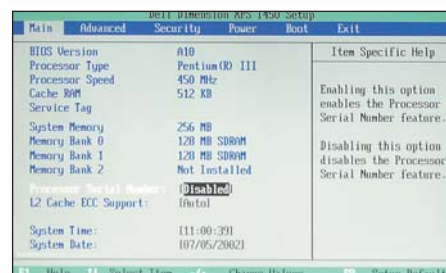 Dell Dimension XPS T450 Setup
Main Advanced Security Power Boot Exit
BIOS Version A10
Processor Type Pentium(R) III
Processor Speed 450 MHz
Cache RAM 512 KB
Service Tag
System Memory 256 MB
Memory Bank 0 128 MB SDRAM
Memory Bank 1 128 MB SDRAM
Memory Bank 2 Not Installed
Processor Serial Number: [Disabled]
L2 Cache ECC Support: [Auto]
System Time: [11:00:39]
System Date: [07/05/2002]
Item Specific Help
Enabling this option
enables the Processor
Serial Number feature.
Disabling this option
disables the Processor
Serial Number feature.
F1 Help Select Item Change Values Setup Defaults